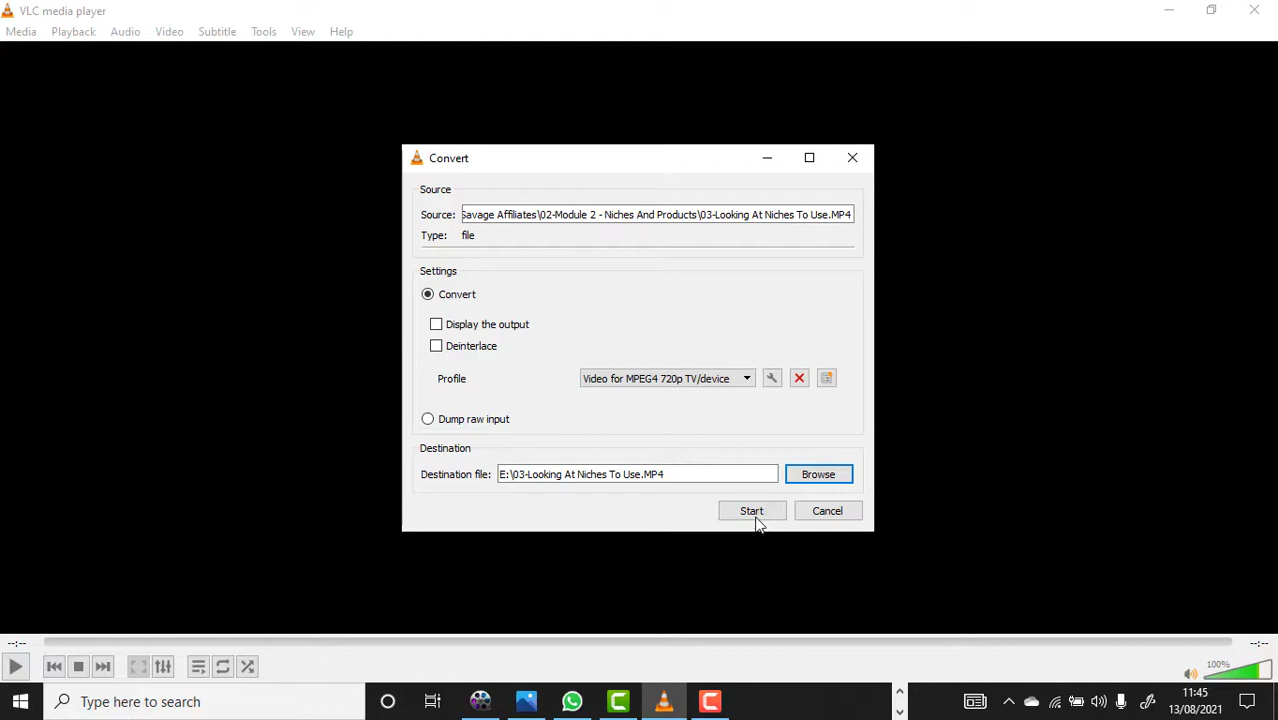 VLC media player
Media Playback Audio Video Subtitle Tools View Help
Convert
Source
Source: Savage Affiliates\02-Module 2 - Niches And Products\03-Looking At Niches To Use.MP4
Type: file
Settings
Convert
Display the output
Deinterlace
Profile Video for MPEG4 720p TV/device
Dump raw input
Destination
Destination file: E:\03-Looking At Niches To Use.MP4 Browse
Start Cancel
--:-- --:--
100%
Type here to search
11:45
13/08/2021